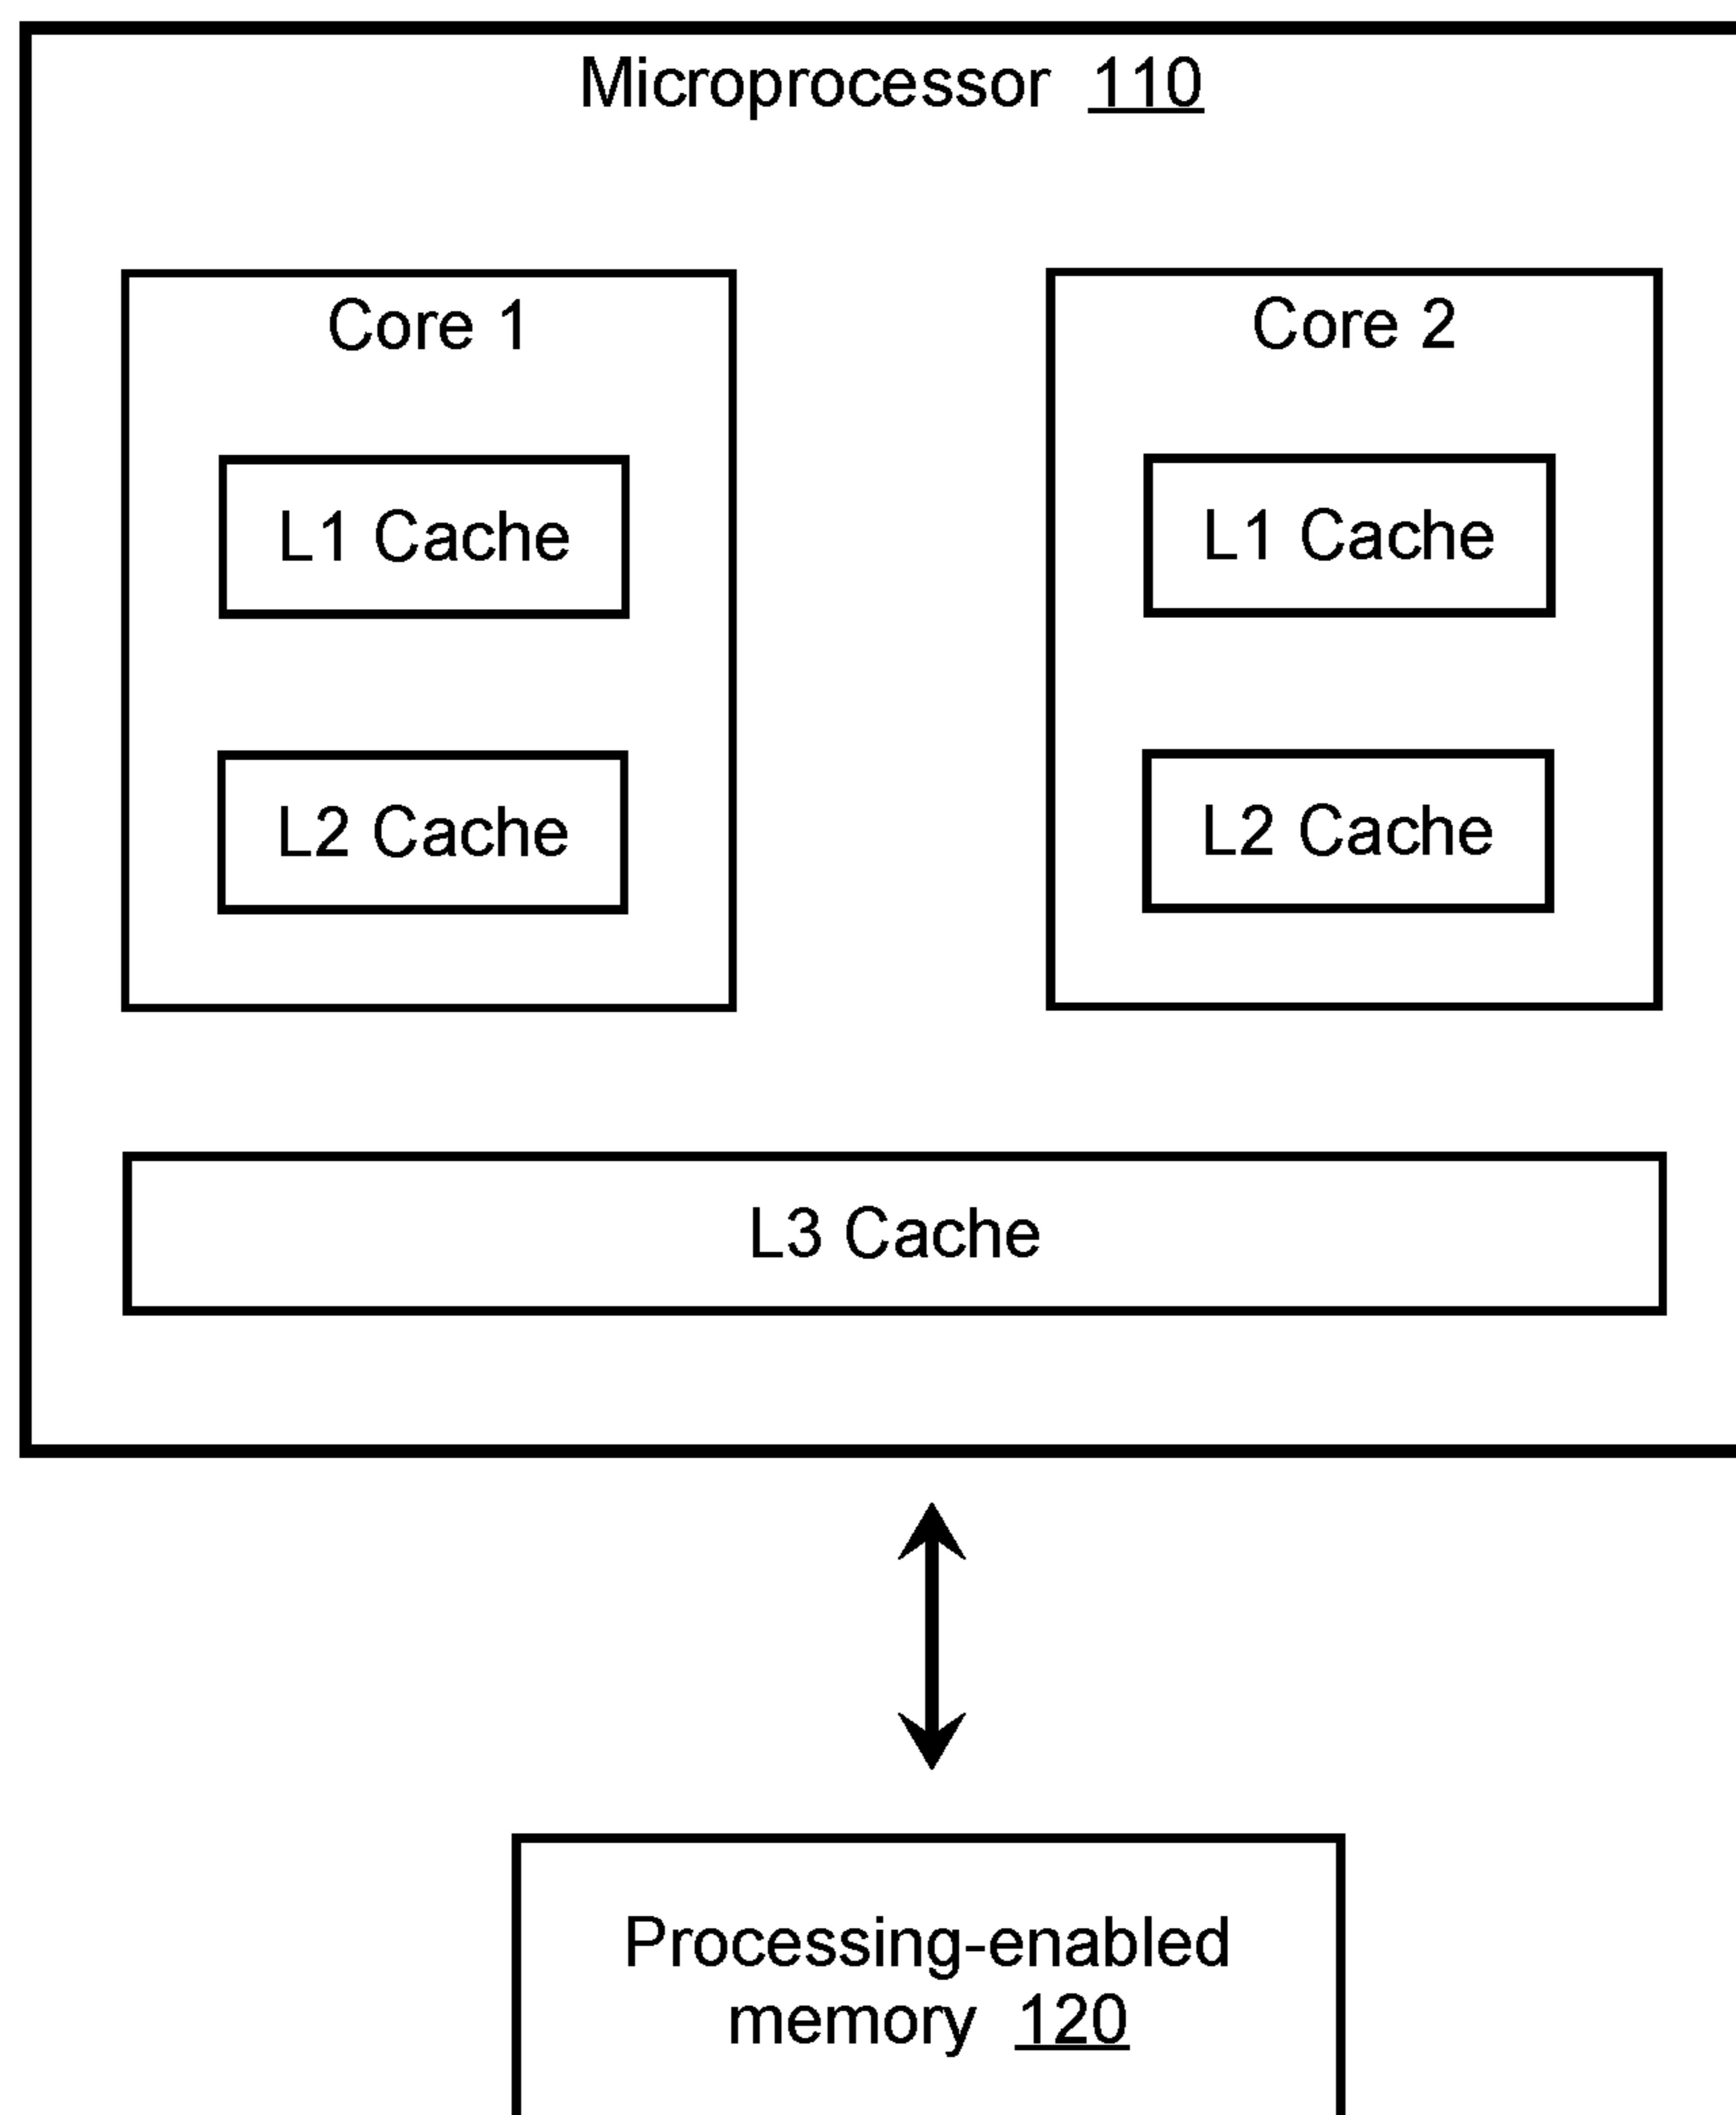 Microprocessor 110
Core 1
Core 2
L1 Cache
L1 Cache
L2 Cache
L2 Cache
L3 Cache
Processing-enabled
memory 120